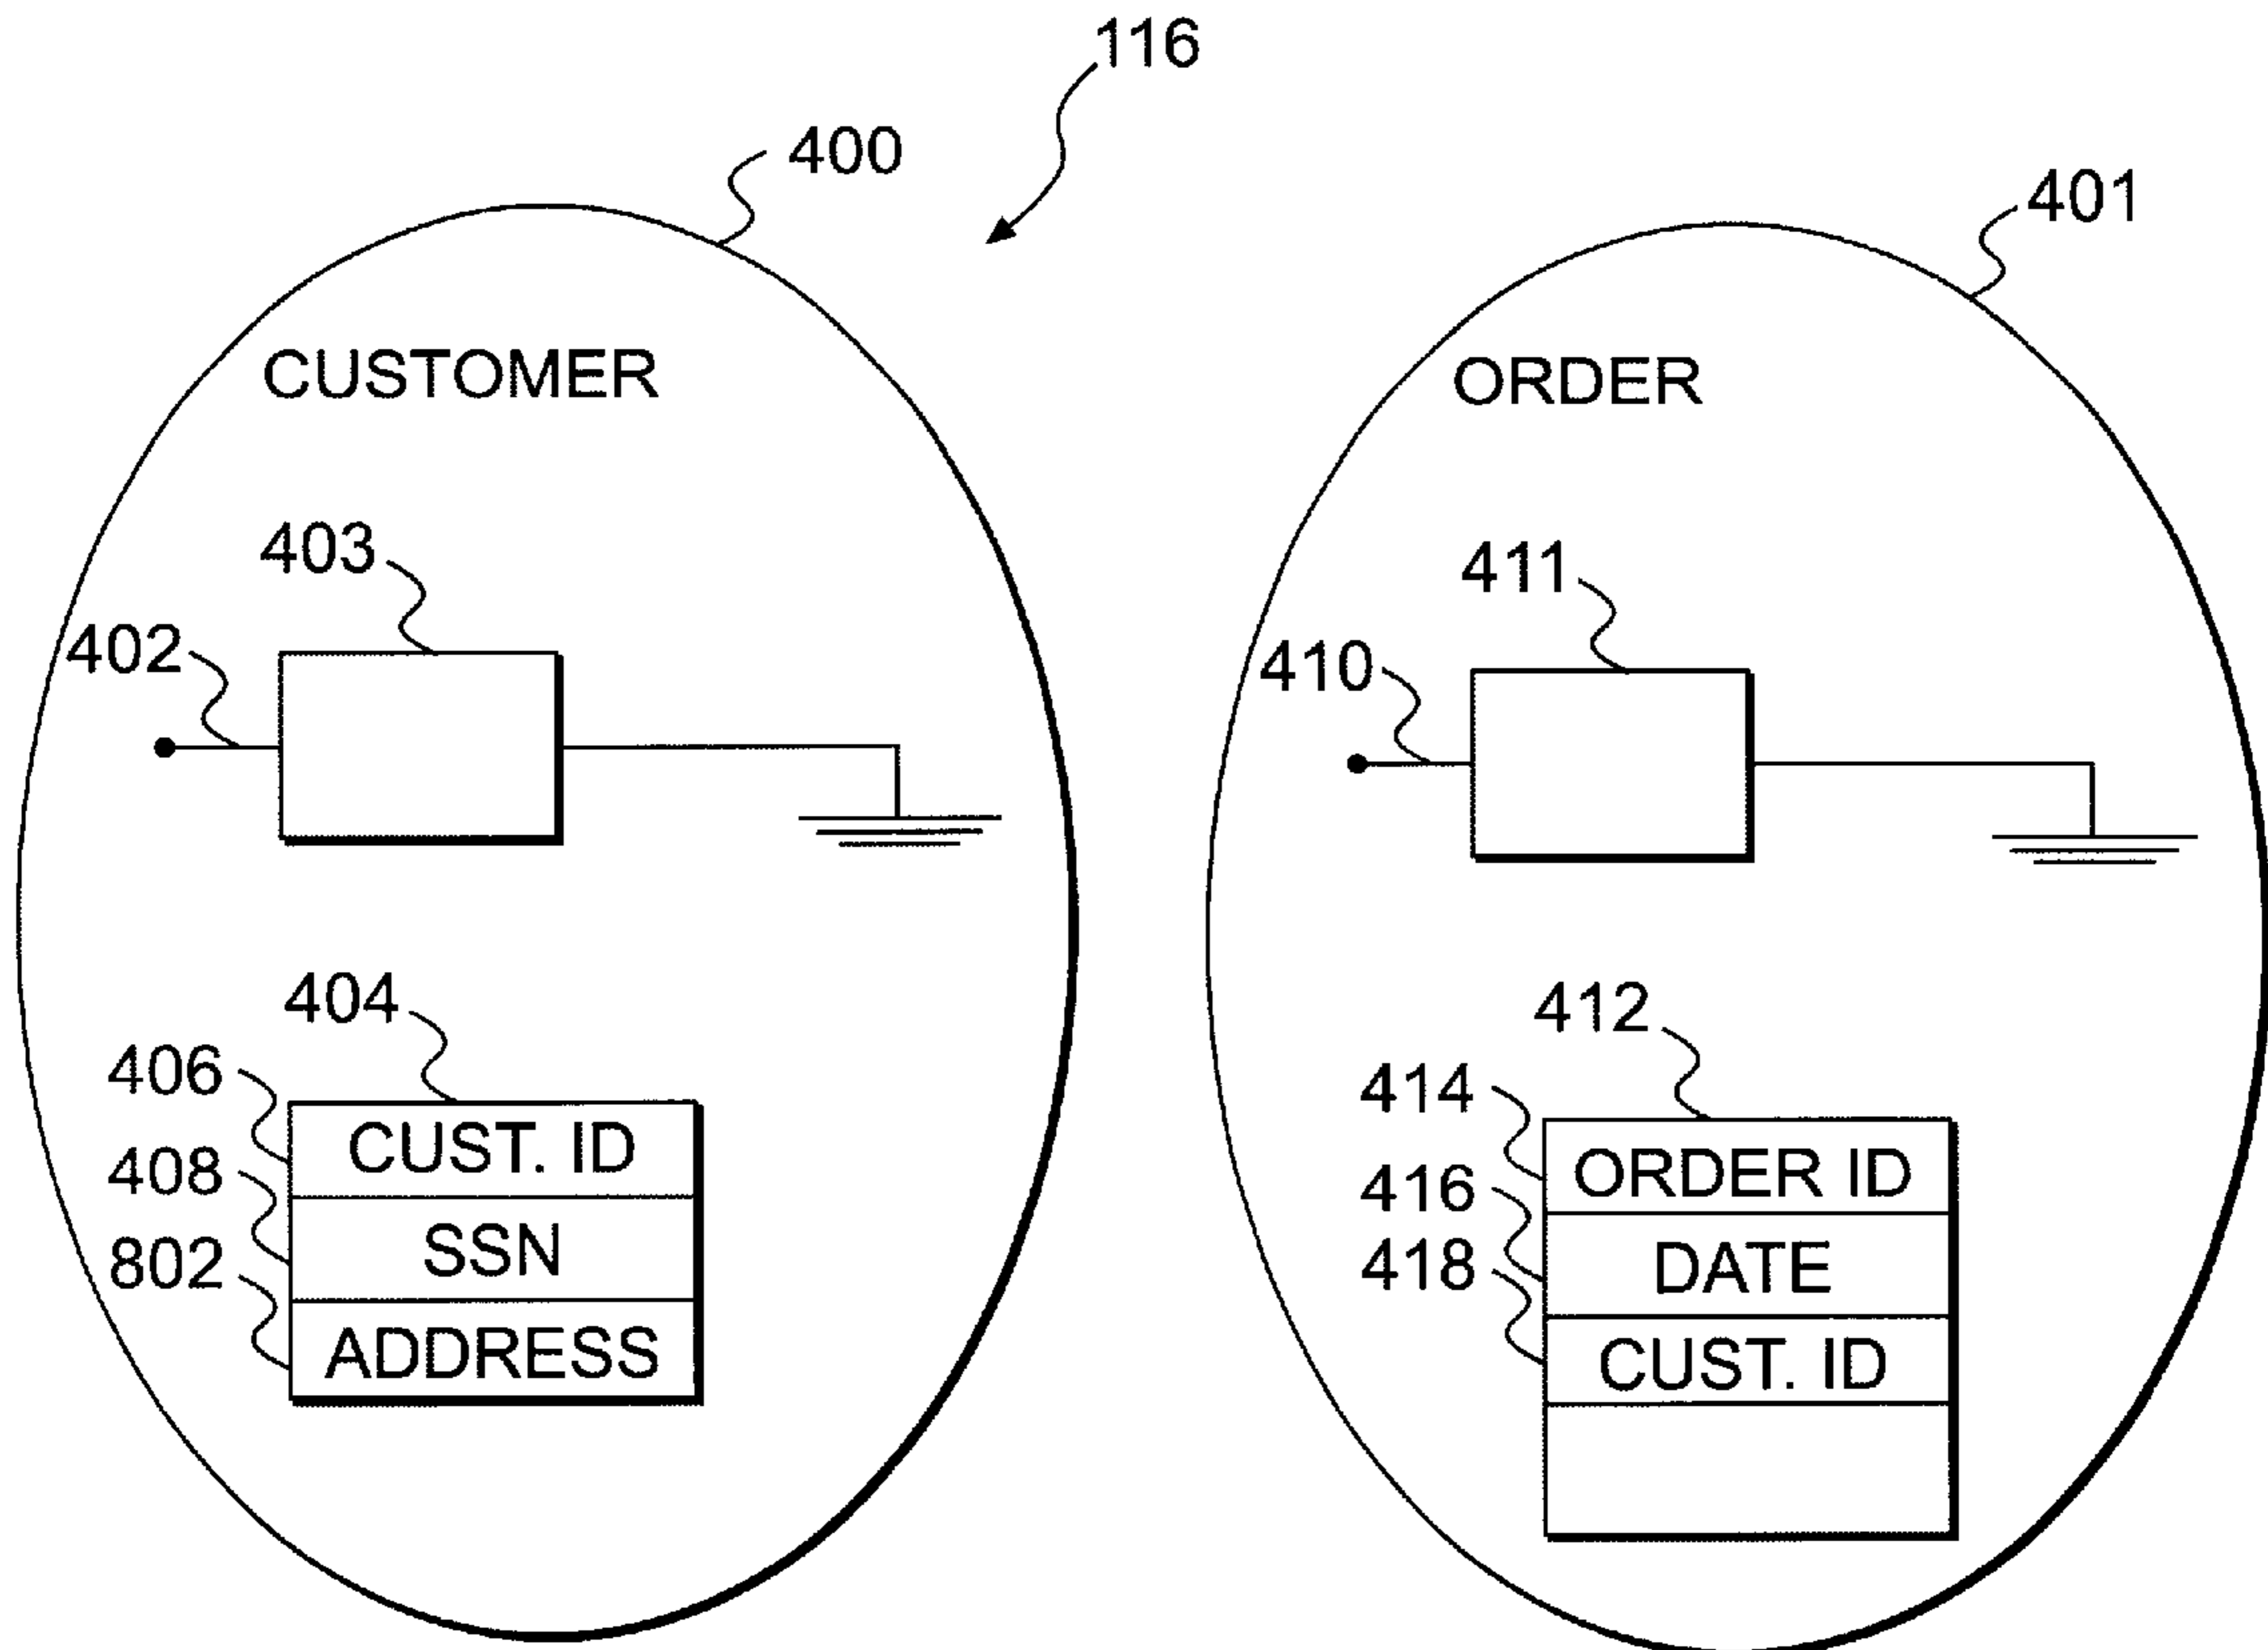 116
400
401
CUSTOMER
ORDER
403
411
402
410
404
412
406
414
CUST. ID
ORDER ID
408
416
SSN
DATE
802
418
ADDRESS
CUST. ID